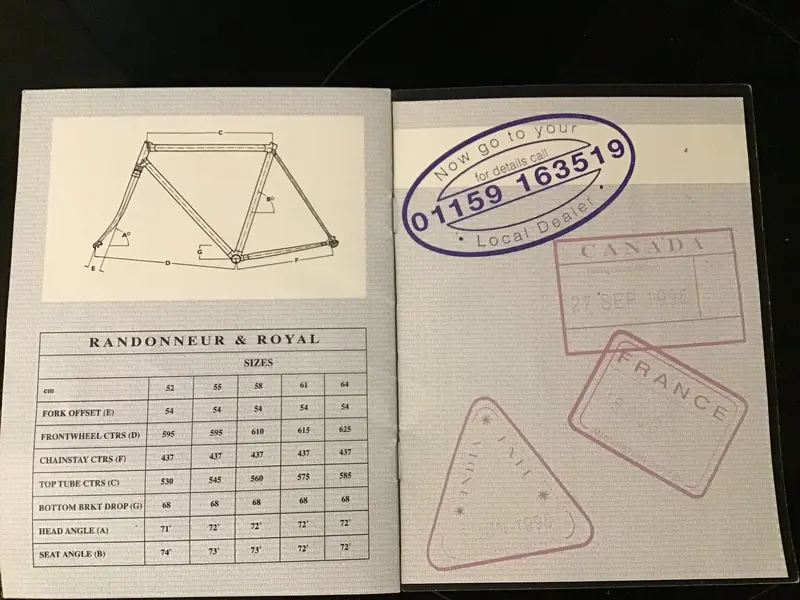 C
B°
A°
G
E
D
F
RANDONNEUR & ROYAL
SIZES
cm 52 55 58 61 64
FORK OFFSET (E) 54 54 54 54 54
FRONTWHEEL CTRS (D) 595 595 610 615 625
CHAINSTAY CTRS (F) 437 437 437 437 437
TOP TUBE CTRS (C) 530 545 560 575 585
BOTTOM BRKT DROP (G) 68 68 68 68 68
HEAD ANGLE (A) 71° 72° 72° 72° 72°
SEAT ANGLE (B) 74° 73° 73° 72° 72°
Now go to your
for details call
01159 163519
Local Dealer
CANADA
27 SEP 1996
FRANCE
INDIA EXIT
1996